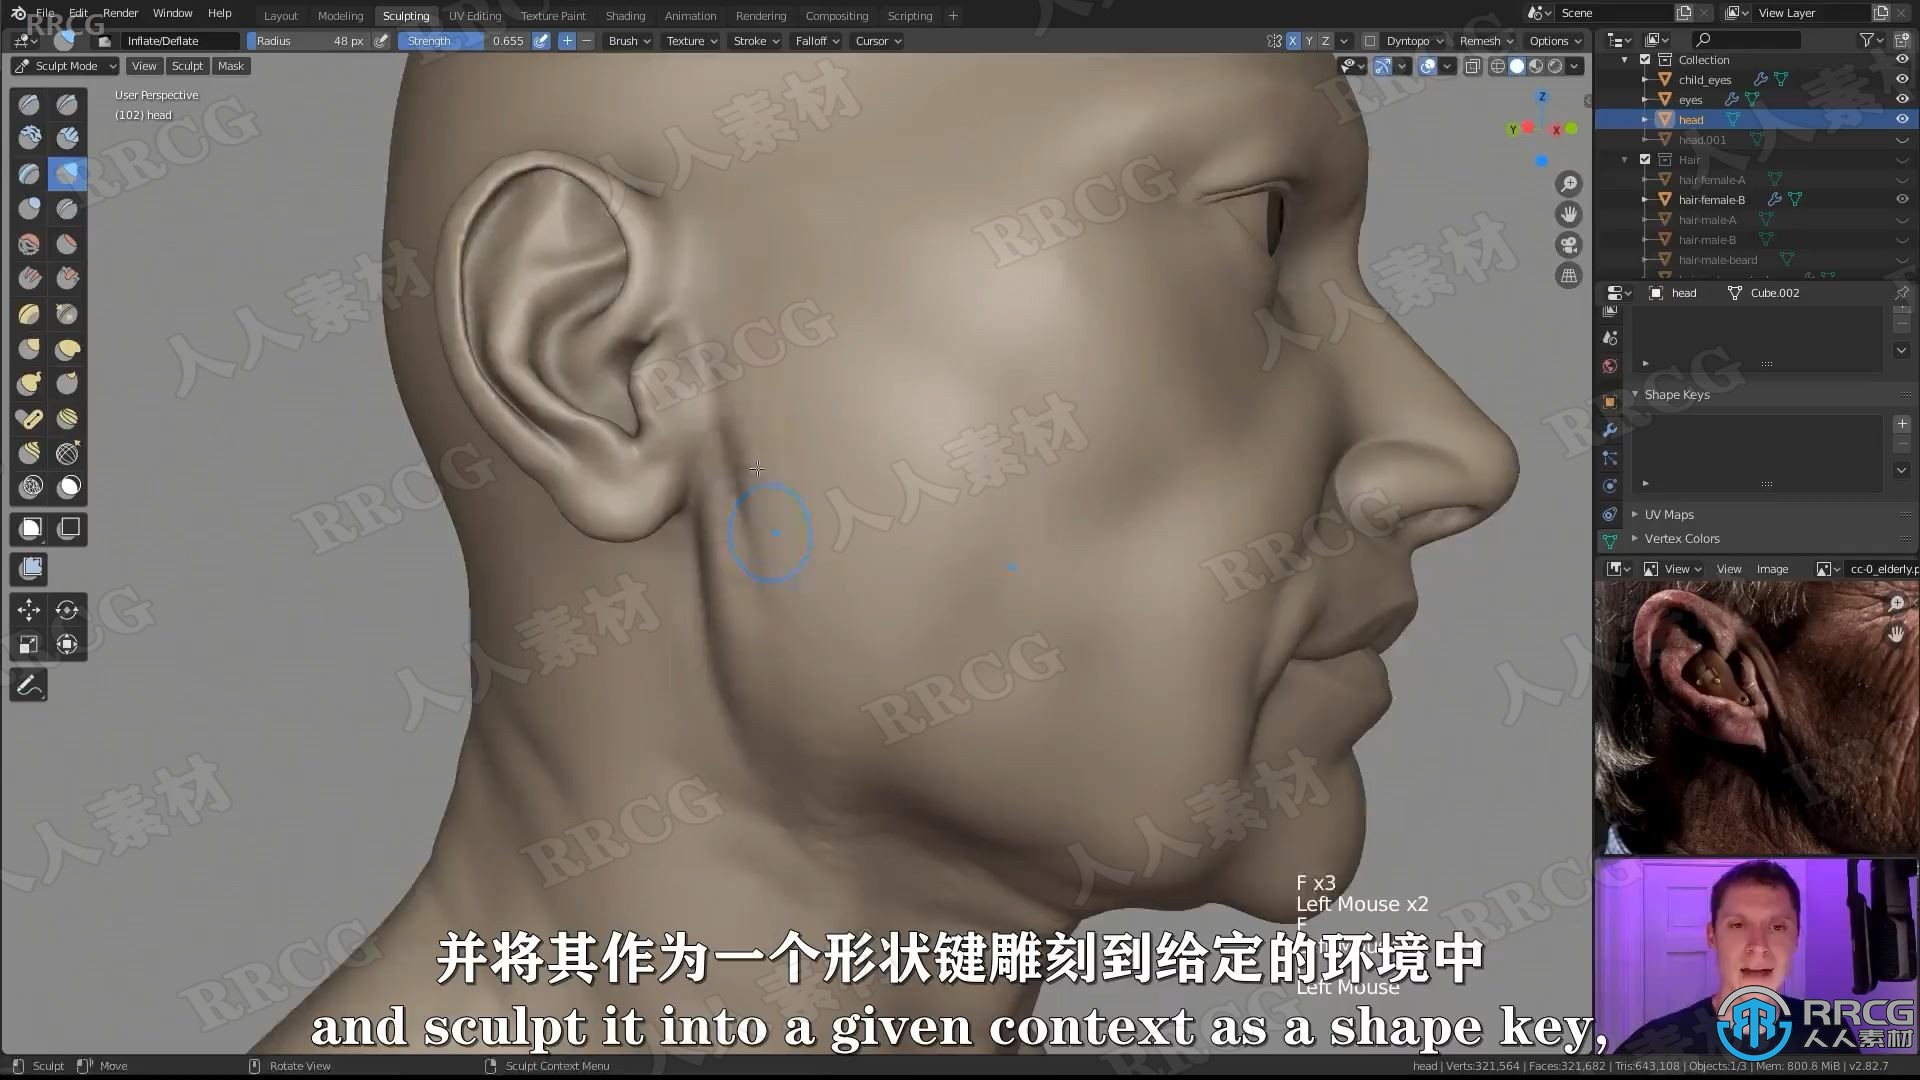 File Edit Render Window Help
Layout Modeling Sculpting UV Editing Texture Paint Shading Animation Rendering Compositing Scripting +
Scene
View Layer
RRCG
Inflate/Deflate
Radius 48 px
Strength 0.655
Brush Texture Stroke Falloff Cursor
X Y Z
Dyntopo Remesh Options
Sculpt Mode View Sculpt Mask
User Perspective
(102) head
Collection
child_eyes
eyes
head
head.001
Hair
hair-female-A
hair-female-B
hair-male-A
hair-male-B
hair-male-beard
head Cube.002
Shape Keys
UV Maps
Vertex Colors
View View Image cc-0_elderly.p
Z
Y
X
F x3
Left Mouse x2
F
Left Mouse
并将其作为一个形状键雕刻到给定的环境中
and sculpt it into a given context as a shape key,
RRCG
人人素材
Sculpt Move Rotate View Sculpt Context Menu
head | Verts:321,564 | Faces:321,682 | Tris:643,108 | Objects:1/3 | Mem: 800.8 MiB | v2.82.7